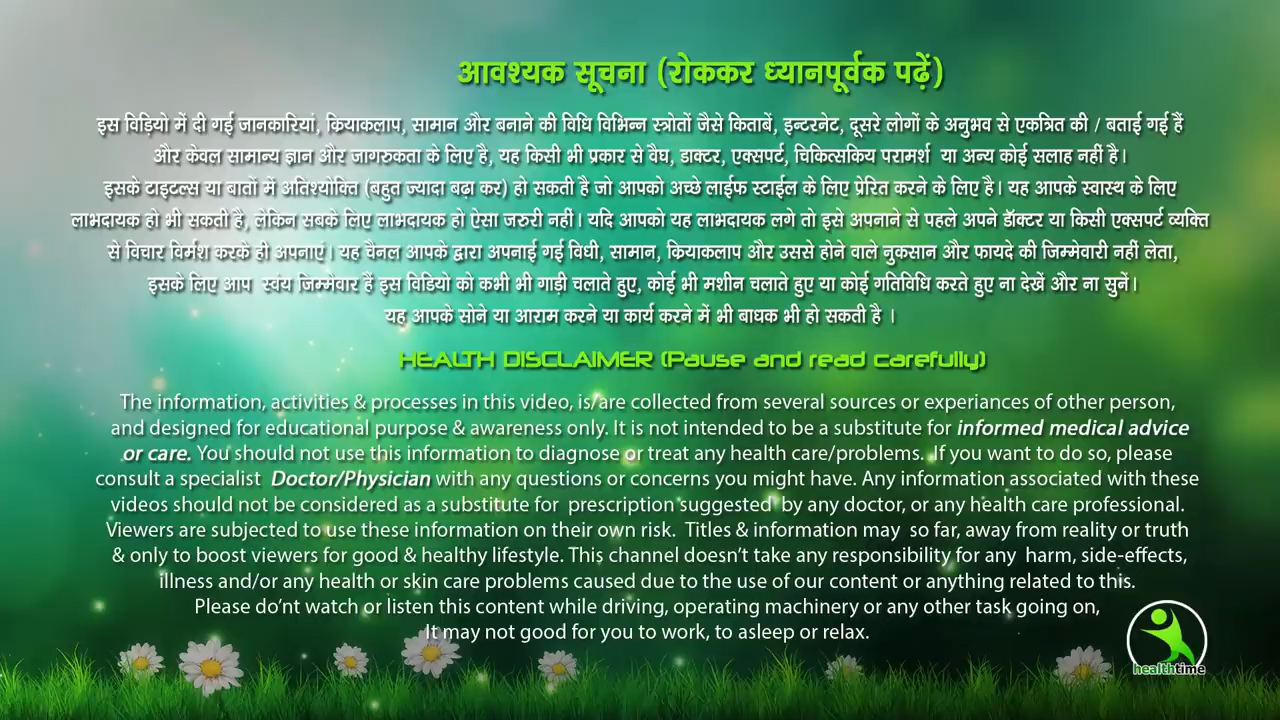 आवश्यक सूचना (रोककर ध्यानपूर्वक पढ़ें)
इस विडियो में दी गई जानकारियां, क्रियाकलाप, सामान और बनाने की विधि विभिन्न स्त्रोतों जैसे किताबें, इन्टरनेट, दूसरे लोगों के अनुभव से एकत्रित की / बताई गई हैं
और केवल सामान्य ज्ञान और जागरुकता के लिए है, यह किसी भी प्रकार से वैघ, डाक्टर, एक्सपर्ट, चिकित्सकिय परामर्श या अन्य कोई सलाह नहीं है।
इसके टाइटल्स या बातों में अतिश्योक्ति (बहुत ज्यादा बढ़ा कर) हो सकती है जो आपको अच्छे लाईफ स्टाईल के लिए प्रेरित करने के लिए है। यह आपके स्वास्थ के लिए
लाभदायक हो भी सकती है, लेकिन सबके लिए लाभदायक हो ऐसा जरुरी नहीं। यदि आपको यह लाभदायक लगे तो इसे अपनाने से पहले अपने डॉक्टर या किसी एक्सपर्ट व्यक्ति
से विचार विर्मश करके ही अपनाएं। यह चैनल आपके द्वारा अपनाई गई विधी, सामान, क्रियाकलाप और उससे होने वाले नुकसान और फायदे की जिम्मेवारी नहीं लेता,
इसके लिए आप स्वंय जिम्मेवार हैं इस विडियो को कभी भी गाड़ी चलाते हुए, कोई भी मशीन चलाते हुए या कोई गतिविधि करते हुए ना देखें और ना सुनें।
यह आपके सोने या आराम करने या कार्य करने में भी बाधक भी हो सकती है ।
HEALTH DISCLAIMER (Pause and read carefully)
The information, activities & processes in this video, is/are collected from several sources or experiances of other person,
and designed for educational purpose & awareness only. It is not intended to be a substitute for informed medical advice
or care. You should not use this information to diagnose or treat any health care/problems. If you want to do so, please
consult a specialist Doctor/Physician with any questions or concerns you might have. Any information associated with these
videos should not be considered as a substitute for prescription suggested by any doctor, or any health care professional.
Viewers are subjected to use these information on their own risk. Titles & information may so far, away from reality or truth
& only to boost viewers for good & healthy lifestyle. This channel doesn't take any responsibility for any harm, side-effects,
illness and/or any health or skin care problems caused due to the use of our content or anything related to this.
Please do'nt watch or listen this content while driving, operating machinery or any other task going on,
It may not good for you to work, to asleep or relax.
healthtime